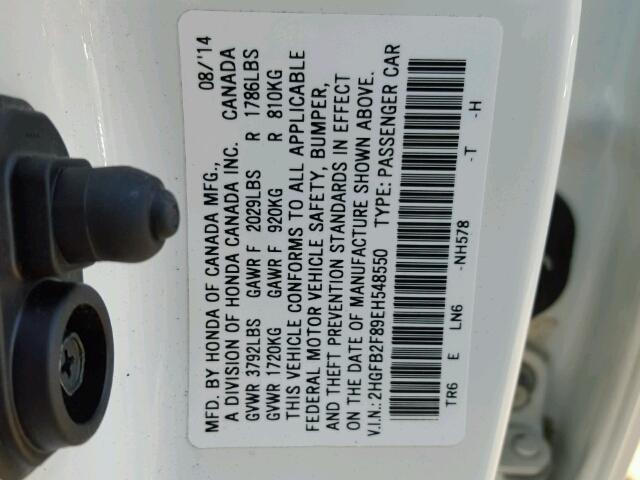 MFD. BY HONDA OF CANADA MFG., 08/'14
A DIVISION OF HONDA CANADA INC. CANADA
GVWR 3792LBS GAWR F 2029LBS R 1786LBS
GVWR 1720KG GAWR F 920KG R 810KG
THIS VEHICLE CONFORMS TO ALL APPLICABLE
FEDERAL MOTOR VEHICLE SAFETY, BUMPER,
AND THEFT PREVENTION STANDARDS IN EFFECT
ON THE DATE OF MANUFACTURE SHOWN ABOVE.
V.I.N.: 2HGFB2F89EH548550 TYPE: PASSENGER CAR
TR6 E LN6 -NH578 -T -H